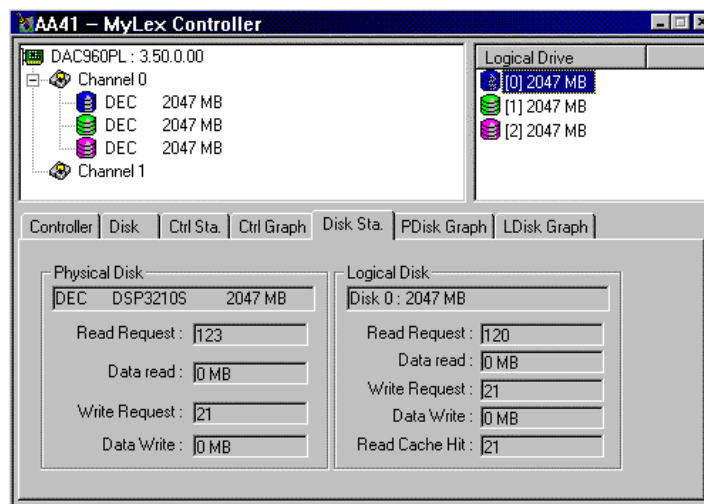 AA41 – MyLex Controller
DAC960PL : 3.50.0.00
Channel 0
DEC 2047 MB
DEC 2047 MB
DEC 2047 MB
Channel 1
Logical Drive
[0] 2047 MB
[1] 2047 MB
[2] 2047 MB
Controller Disk Ctrl Sta. Ctrl Graph Disk Sta. PDisk Graph LDisk Graph
Physical Disk
DEC DSP3210S 2047 MB
Read Request : 123
Data read : 0 MB
Write Request : 21
Data Write : 0 MB
Logical Disk
Disk 0 : 2047 MB
Read Request : 120
Data read : 0 MB
Write Request : 21
Data Write : 0 MB
Read Cache Hit : 21